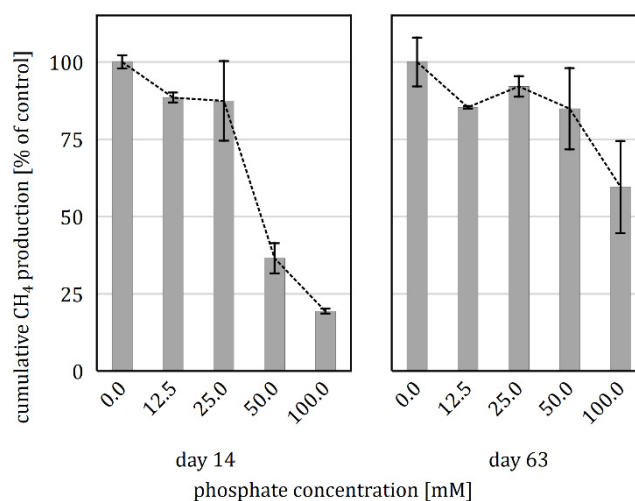 cumulative CH₄ production [% of control]
100
75
50
25
0
0.0 12.5 25.0 50.0 100.0
0.0 12.5 25.0 50.0 100.0
day 14
day 63
phosphate concentration [mM]